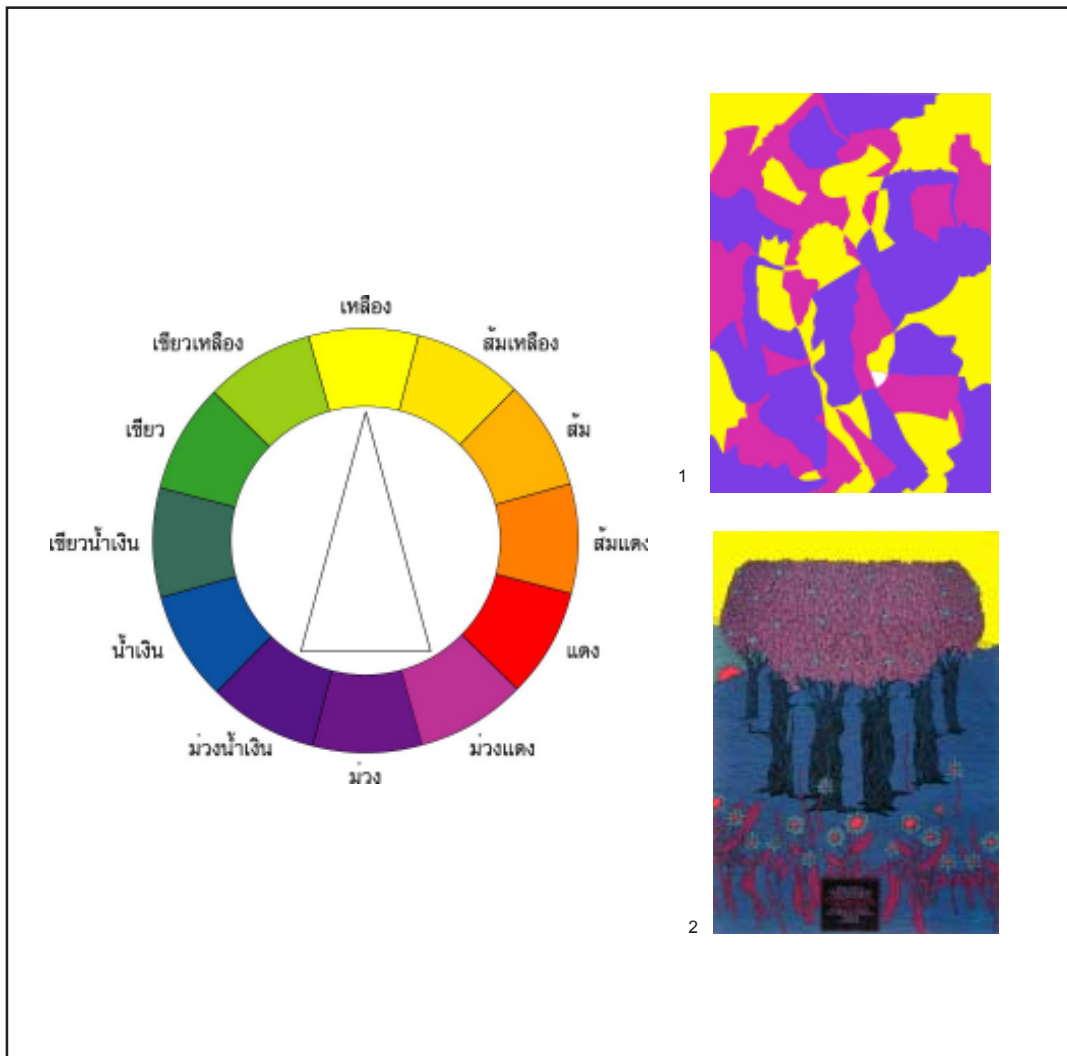 เหลือง
เขียวเหลือง
ส้มเหลือง
เขียว
ส้ม
เขียวน้ำเงิน
ส้มแดง
น้ำเงิน
แดง
ม่วงน้ำเงิน
ม่วงแดง
ม่วง
1
2